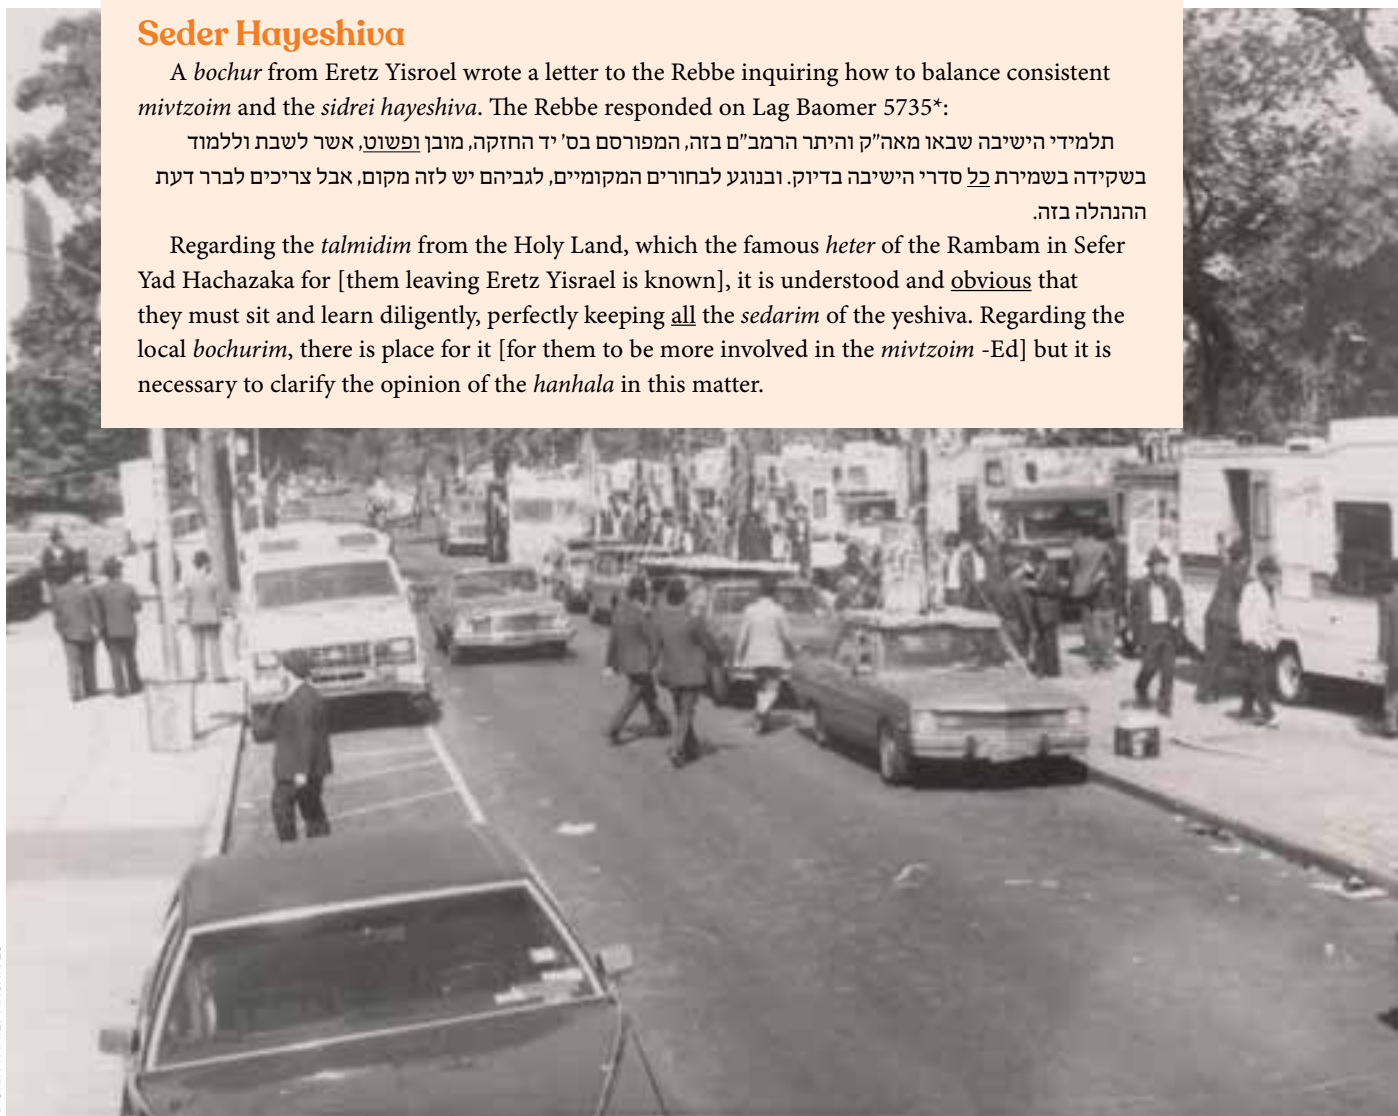 Seder Hayeshiva
A bochur from Eretz Yisroel wrote a letter to the Rebbe inquiring how to balance consistent
mivtzoim and the sidrei hayeshiva. The Rebbe responded on Lag Baomer 5735*:
תלמידי הישיבה שבאו מאה"ק והיתר הרמב"ם בזה, המפורסם בס' יד החזקה, מובן ופשוט, אשר לשבת וללמוד
בשקידה בשמירת כל סדרי הישיבה בדיוק. ובנוגע לבחורים המקומיים, לגביהם יש לזה מקום, אבל צריכים לברר דעת
ההנהלה בזה.
Regarding the talmidim from the Holy Land, which the famous heter of the Rambam in Sefer
Yad Hachazaka for [them leaving Eretz Yisrael is known], it is understood and obvious that
they must sit and learn diligently, perfectly keeping all the sedarim of the yeshiva. Regarding the
local bochurim, there is place for it [for them to be more involved in the mivtzoim -Ed] but it is
necessary to clarify the opinion of the hanhala in this matter.